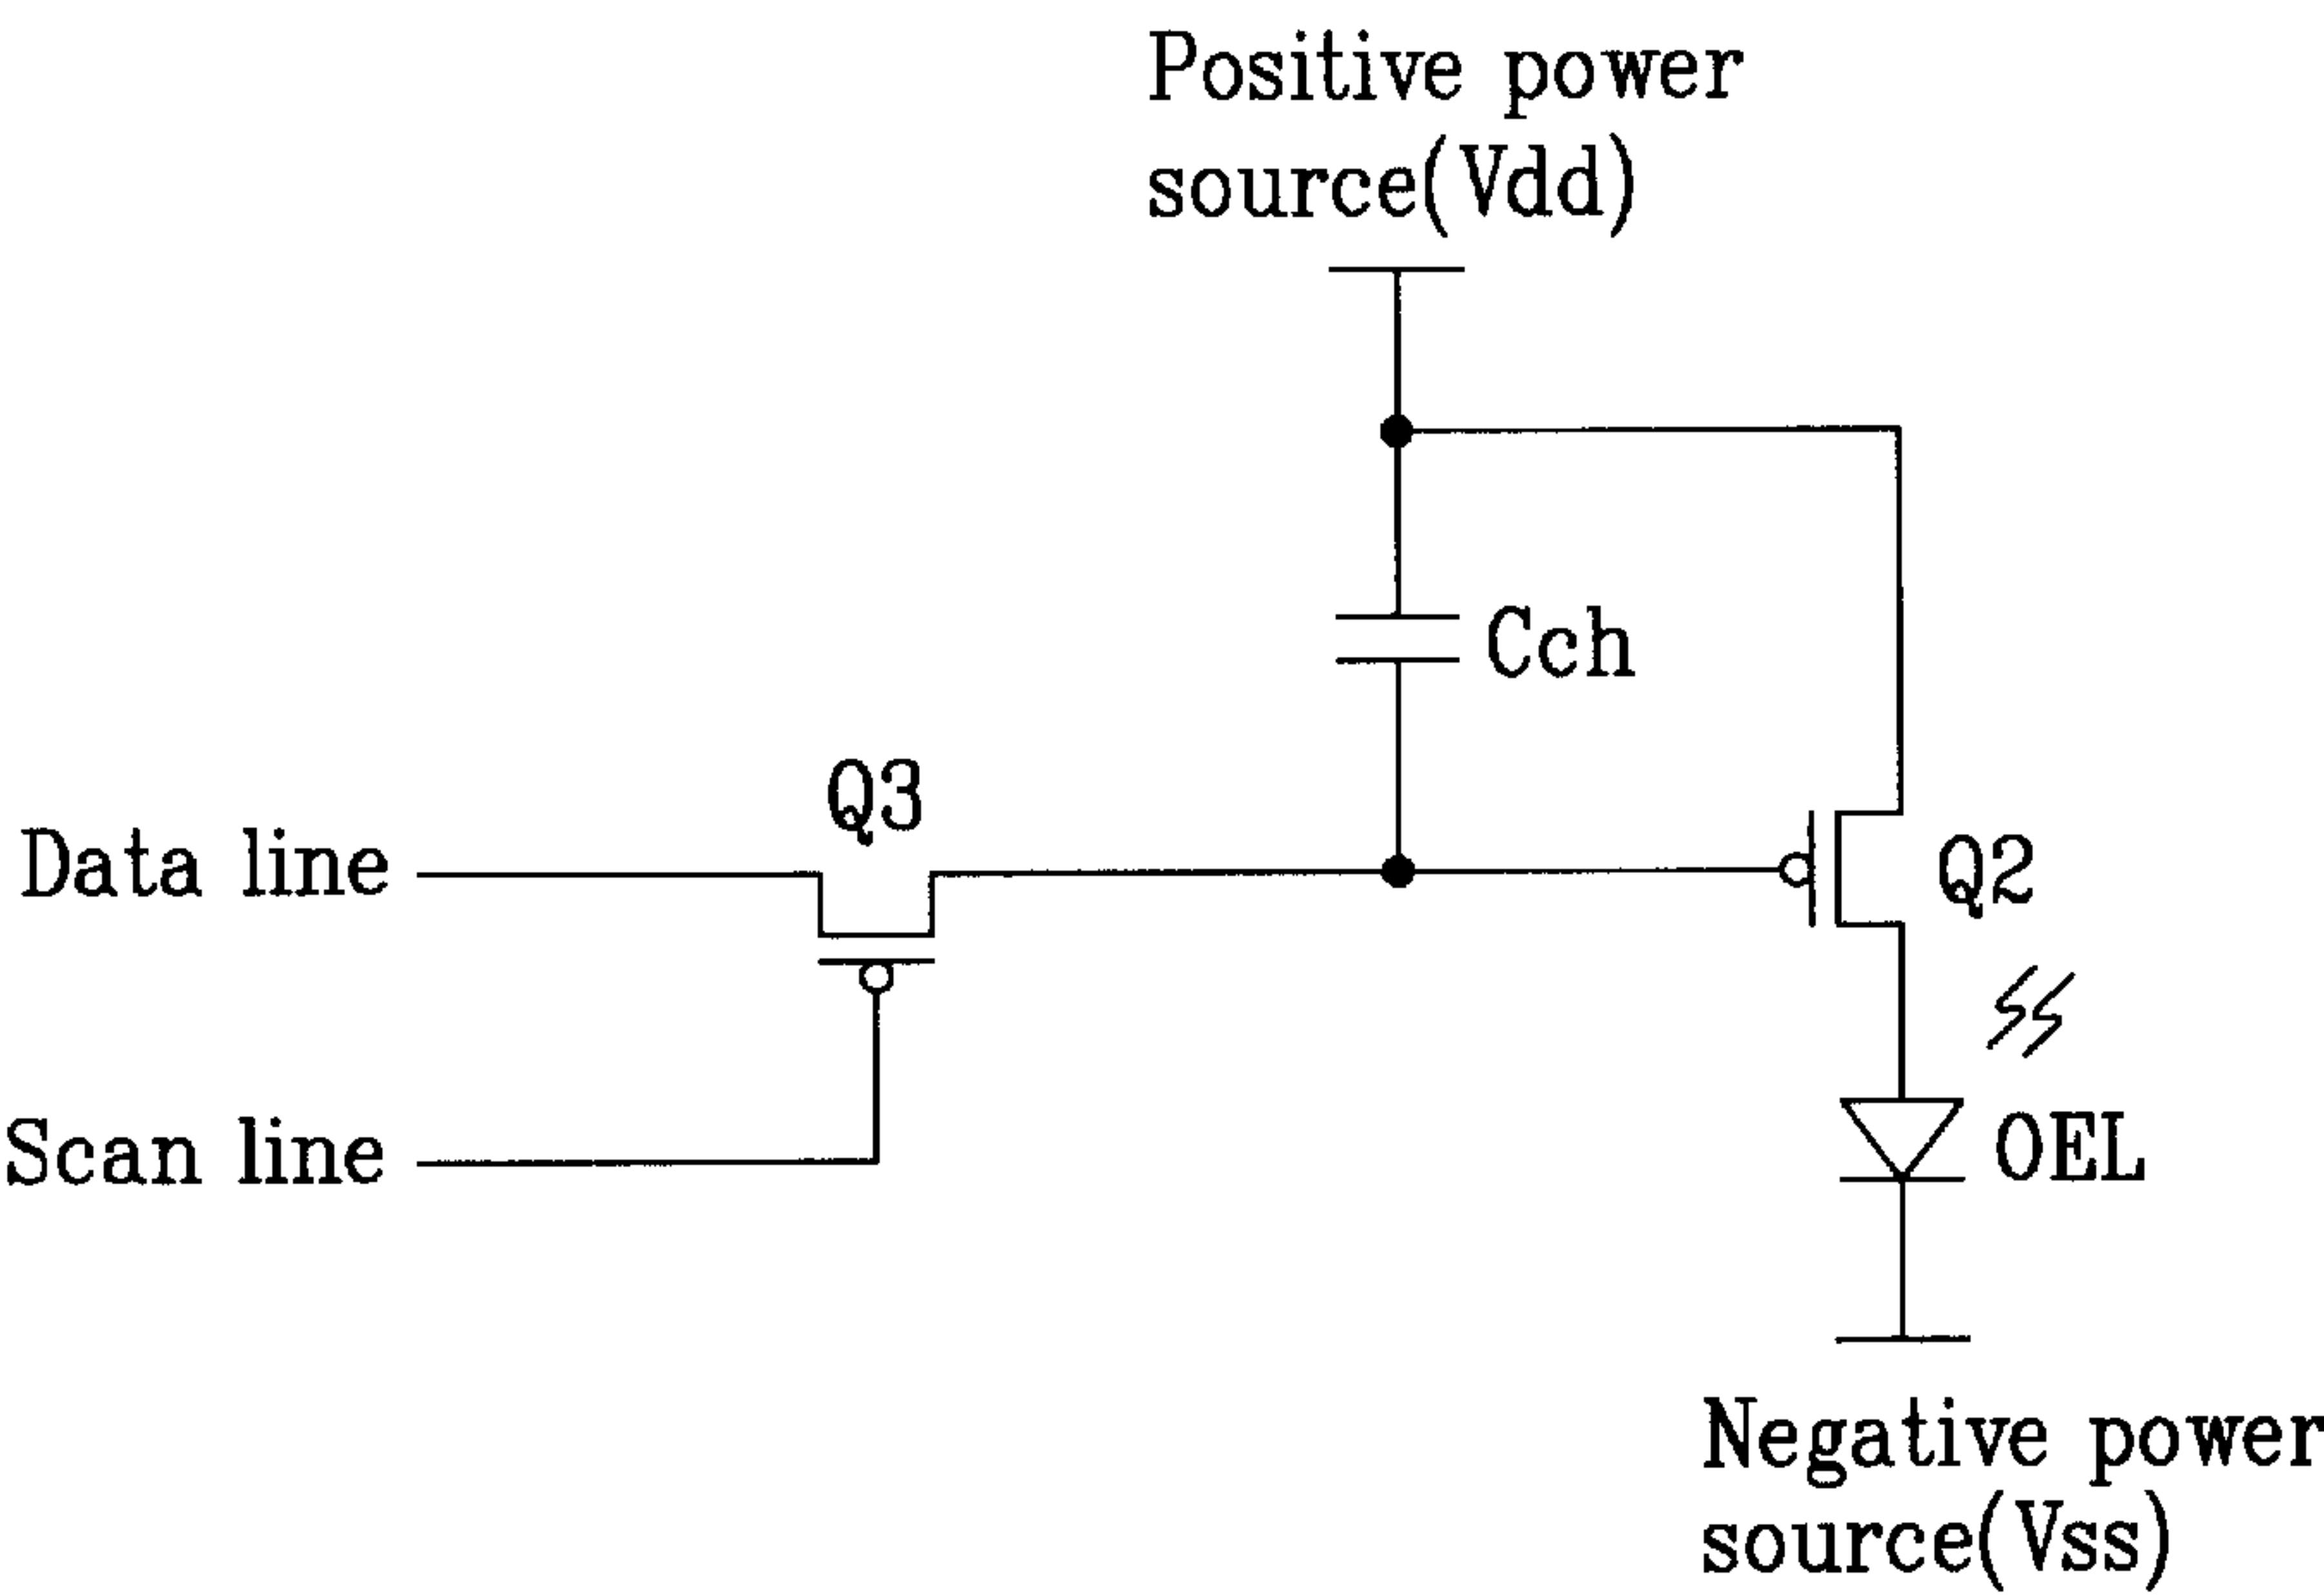 Positive power
source(Vdd)
Cch
Q3
Data line
Q2
Scan line
OEL
Negative power
source(Vss)